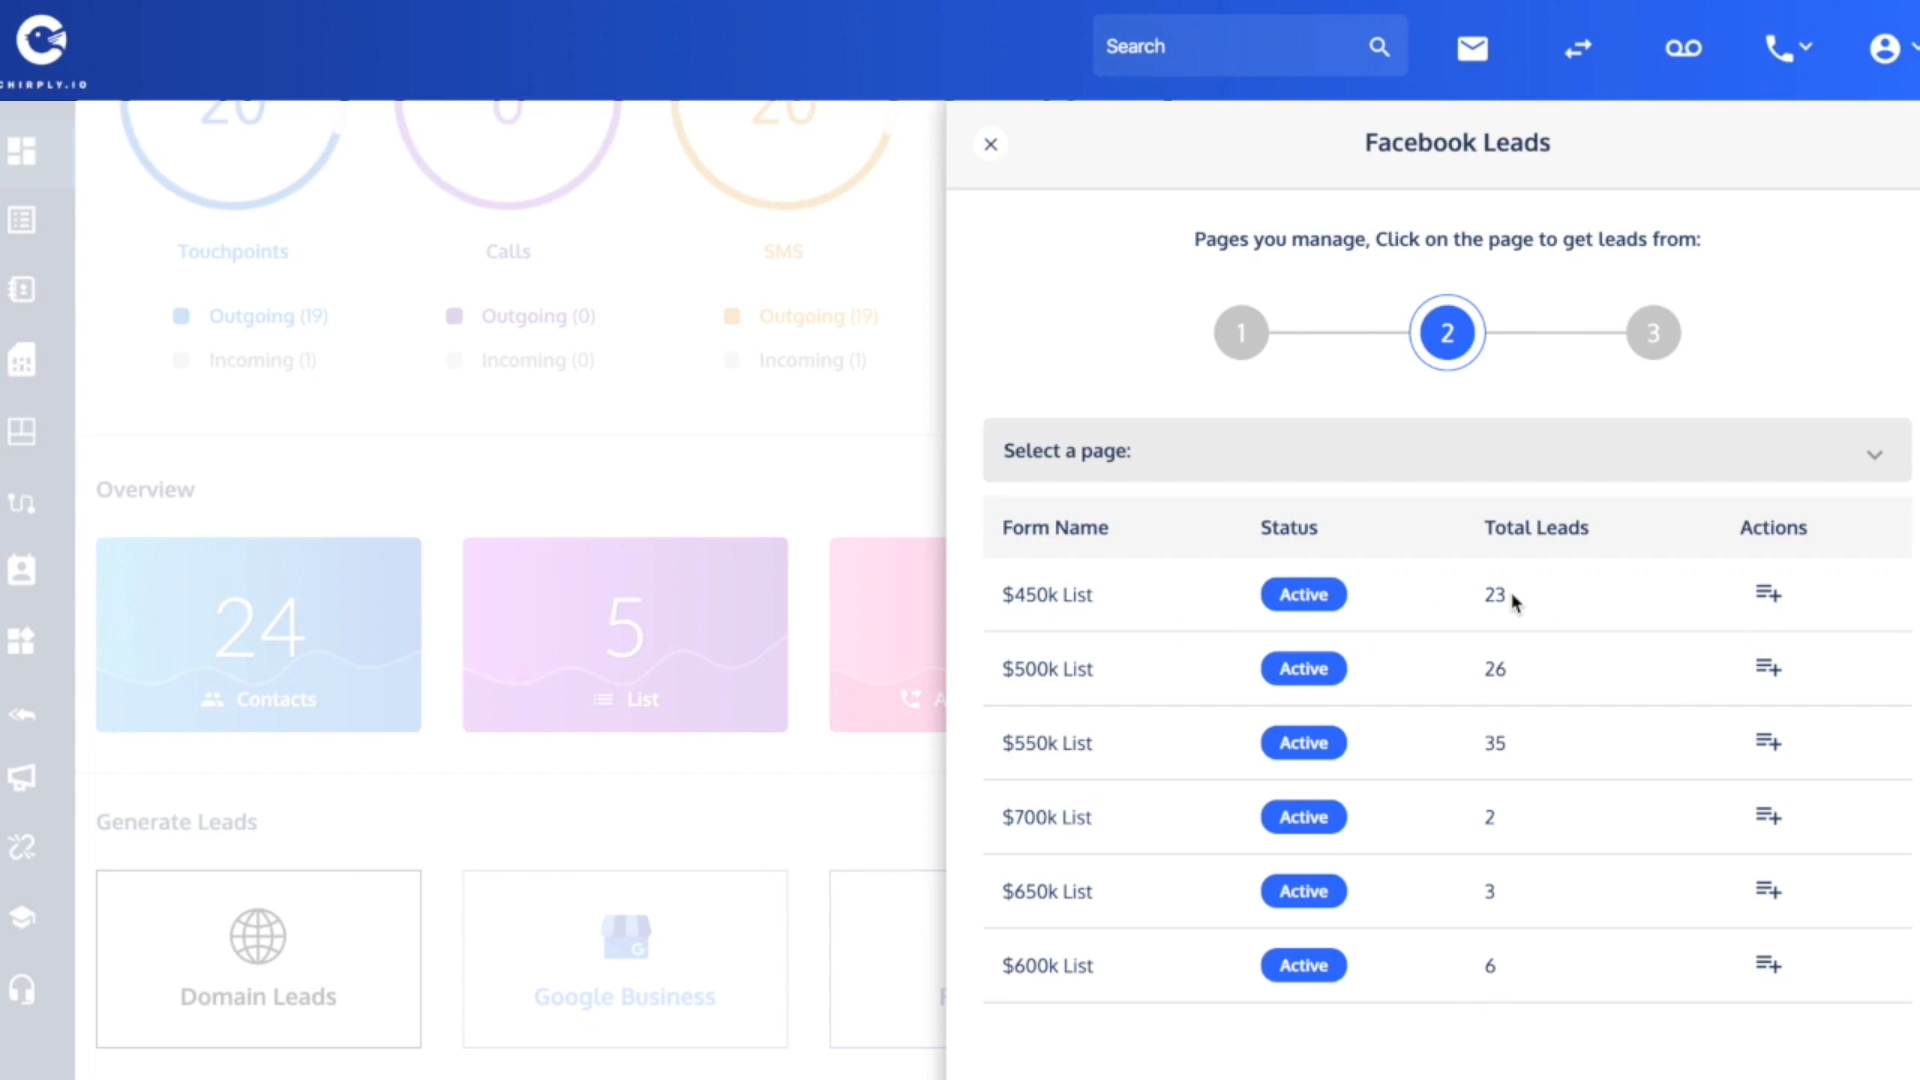 CHIRPLY.IO
Search
20
0
20
Touchpoints
Calls
SMS
Outgoing (19)
Outgoing (0)
Outgoing (19)
Incoming (1)
Incoming (0)
Incoming (1)
Overview
24
Contacts
5
List
A
Generate Leads
Domain Leads
G
Google Business
F
Facebook Leads
Pages you manage, Click on the page to get leads from:
1
2
3
Select a page:
Form Name Status Total Leads Actions
$450k List Active 23
$500k List Active 26
$550k List Active 35
$700k List Active 2
$650k List Active 3
$600k List Active 6